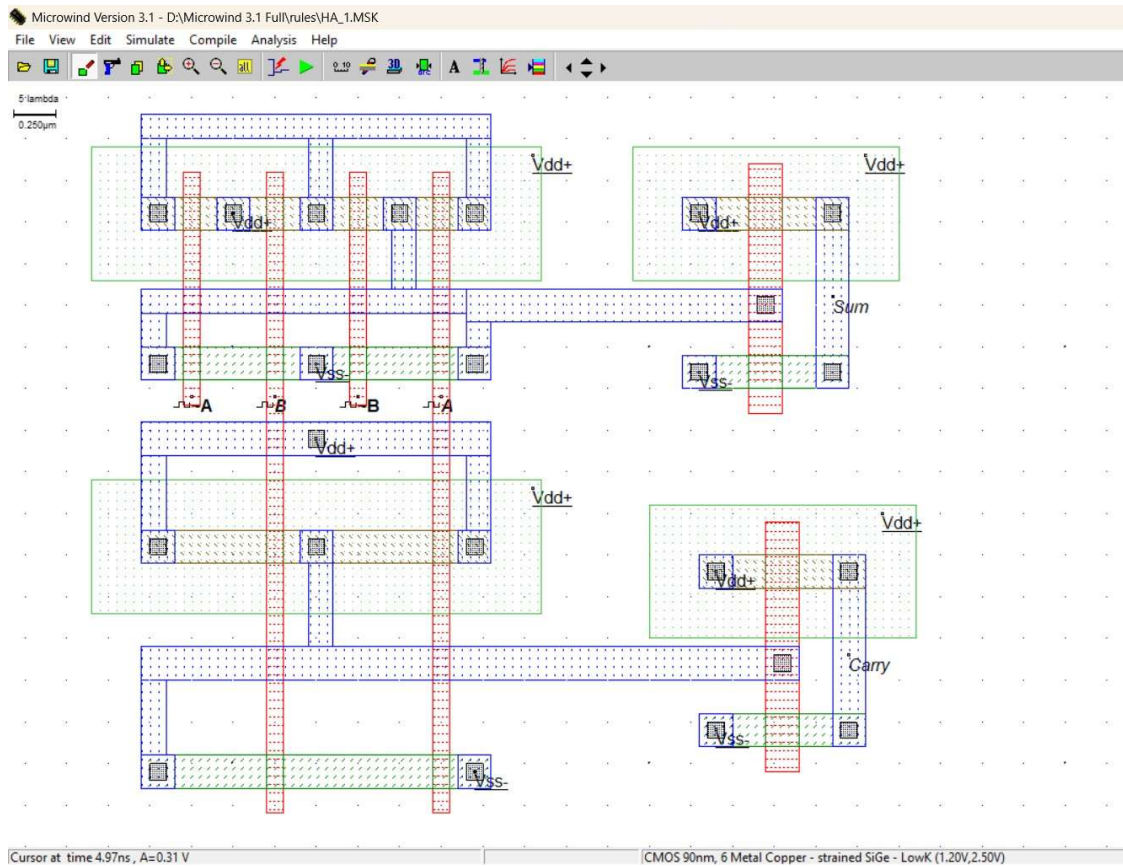 Microwind Version 3.1 - D:\Microwind 3.1 Full\rules\HA_1.MSK
File View Edit Simulate Compile Analysis Help
5 lambda
0.250µm
Vdd+
Vdd+
Vdd+
Vdd+
Sum
Vss-
Vss-
A B B A
Vdd+
Vdd+
Vdd+
Vdd+
Carry
Vss-
Vss-
Cursor at time 4.97ns , A=0.31 V
CMOS 90nm, 6 Metal Copper - strained SiGe - LowK (1.20V,2.50V)